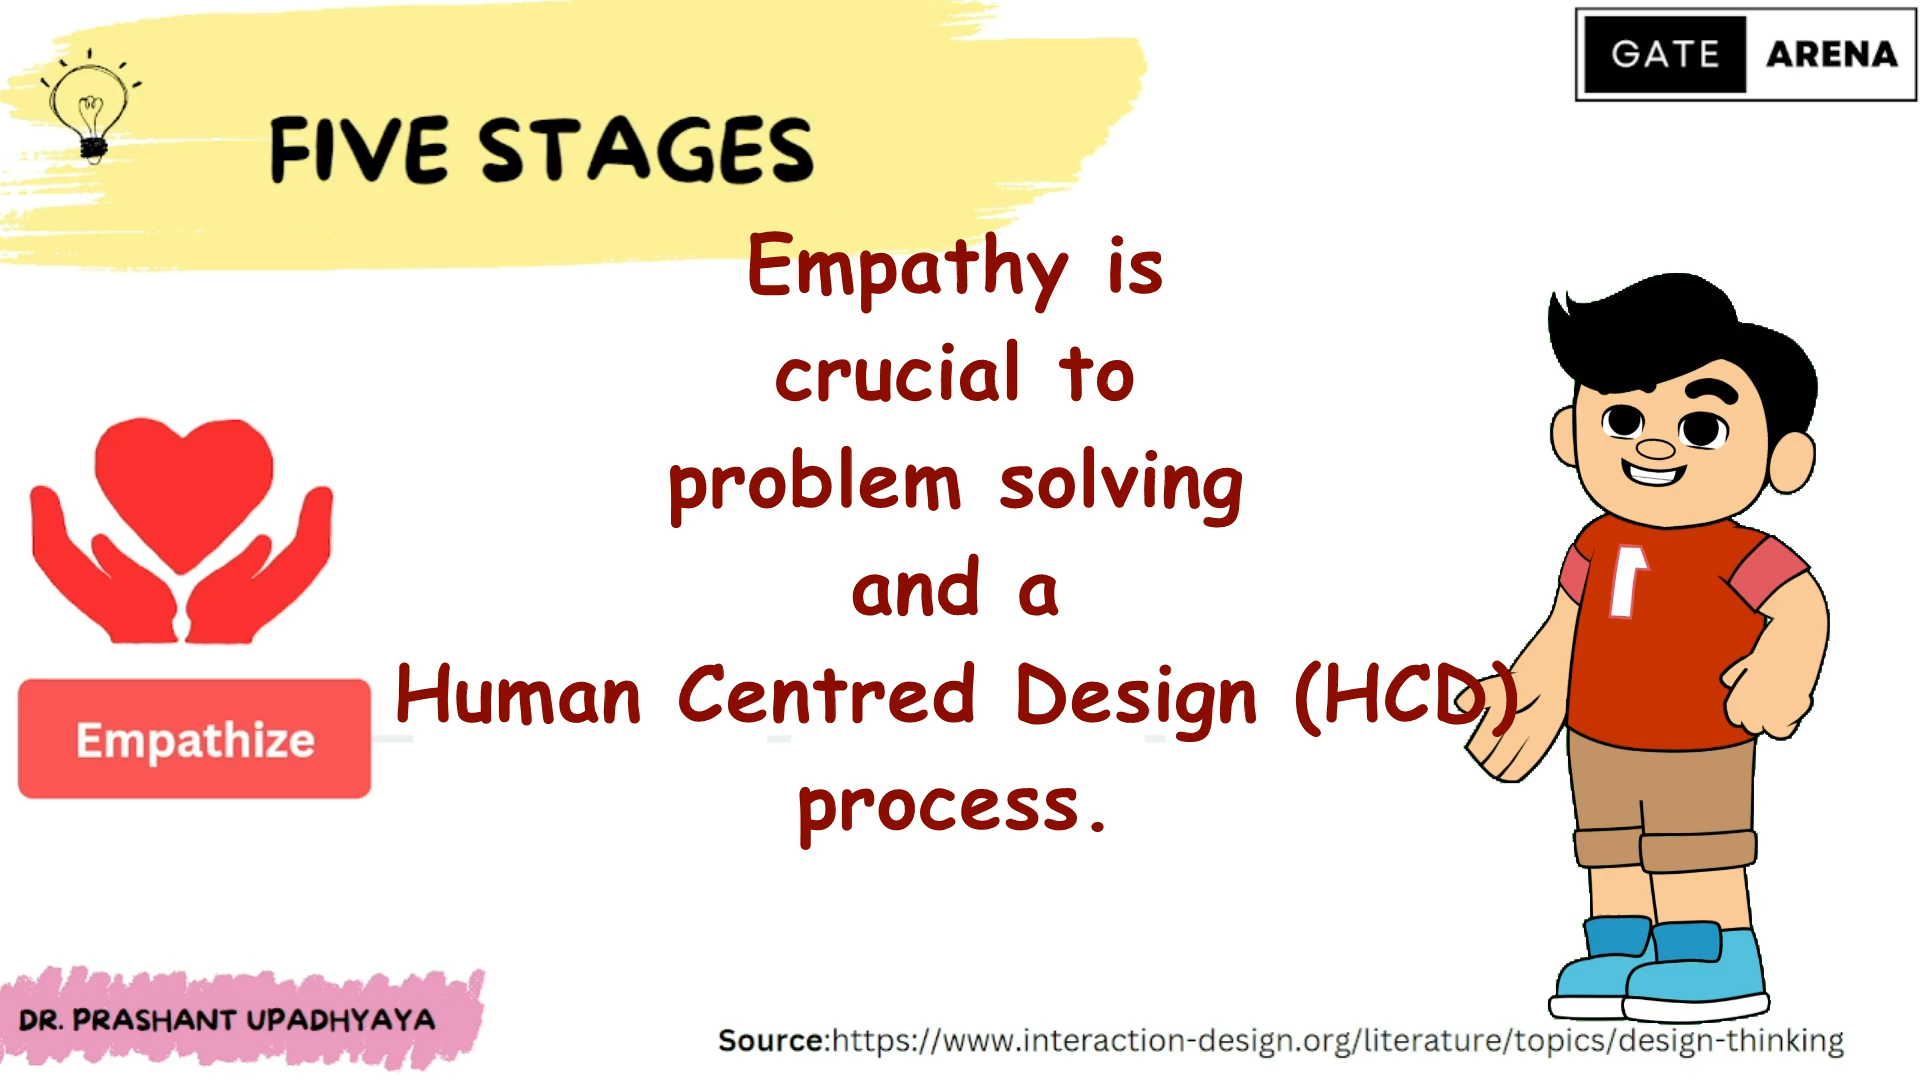 GATE ARENA
FIVE STAGES
Empathy is
crucial to
problem solving
and a
Human Centred Design (HCD)
process.
Empathize
1
DR. PRASHANT UPADHYAYA
Source:https://www.interaction-design.org/literature/topics/design-thinking